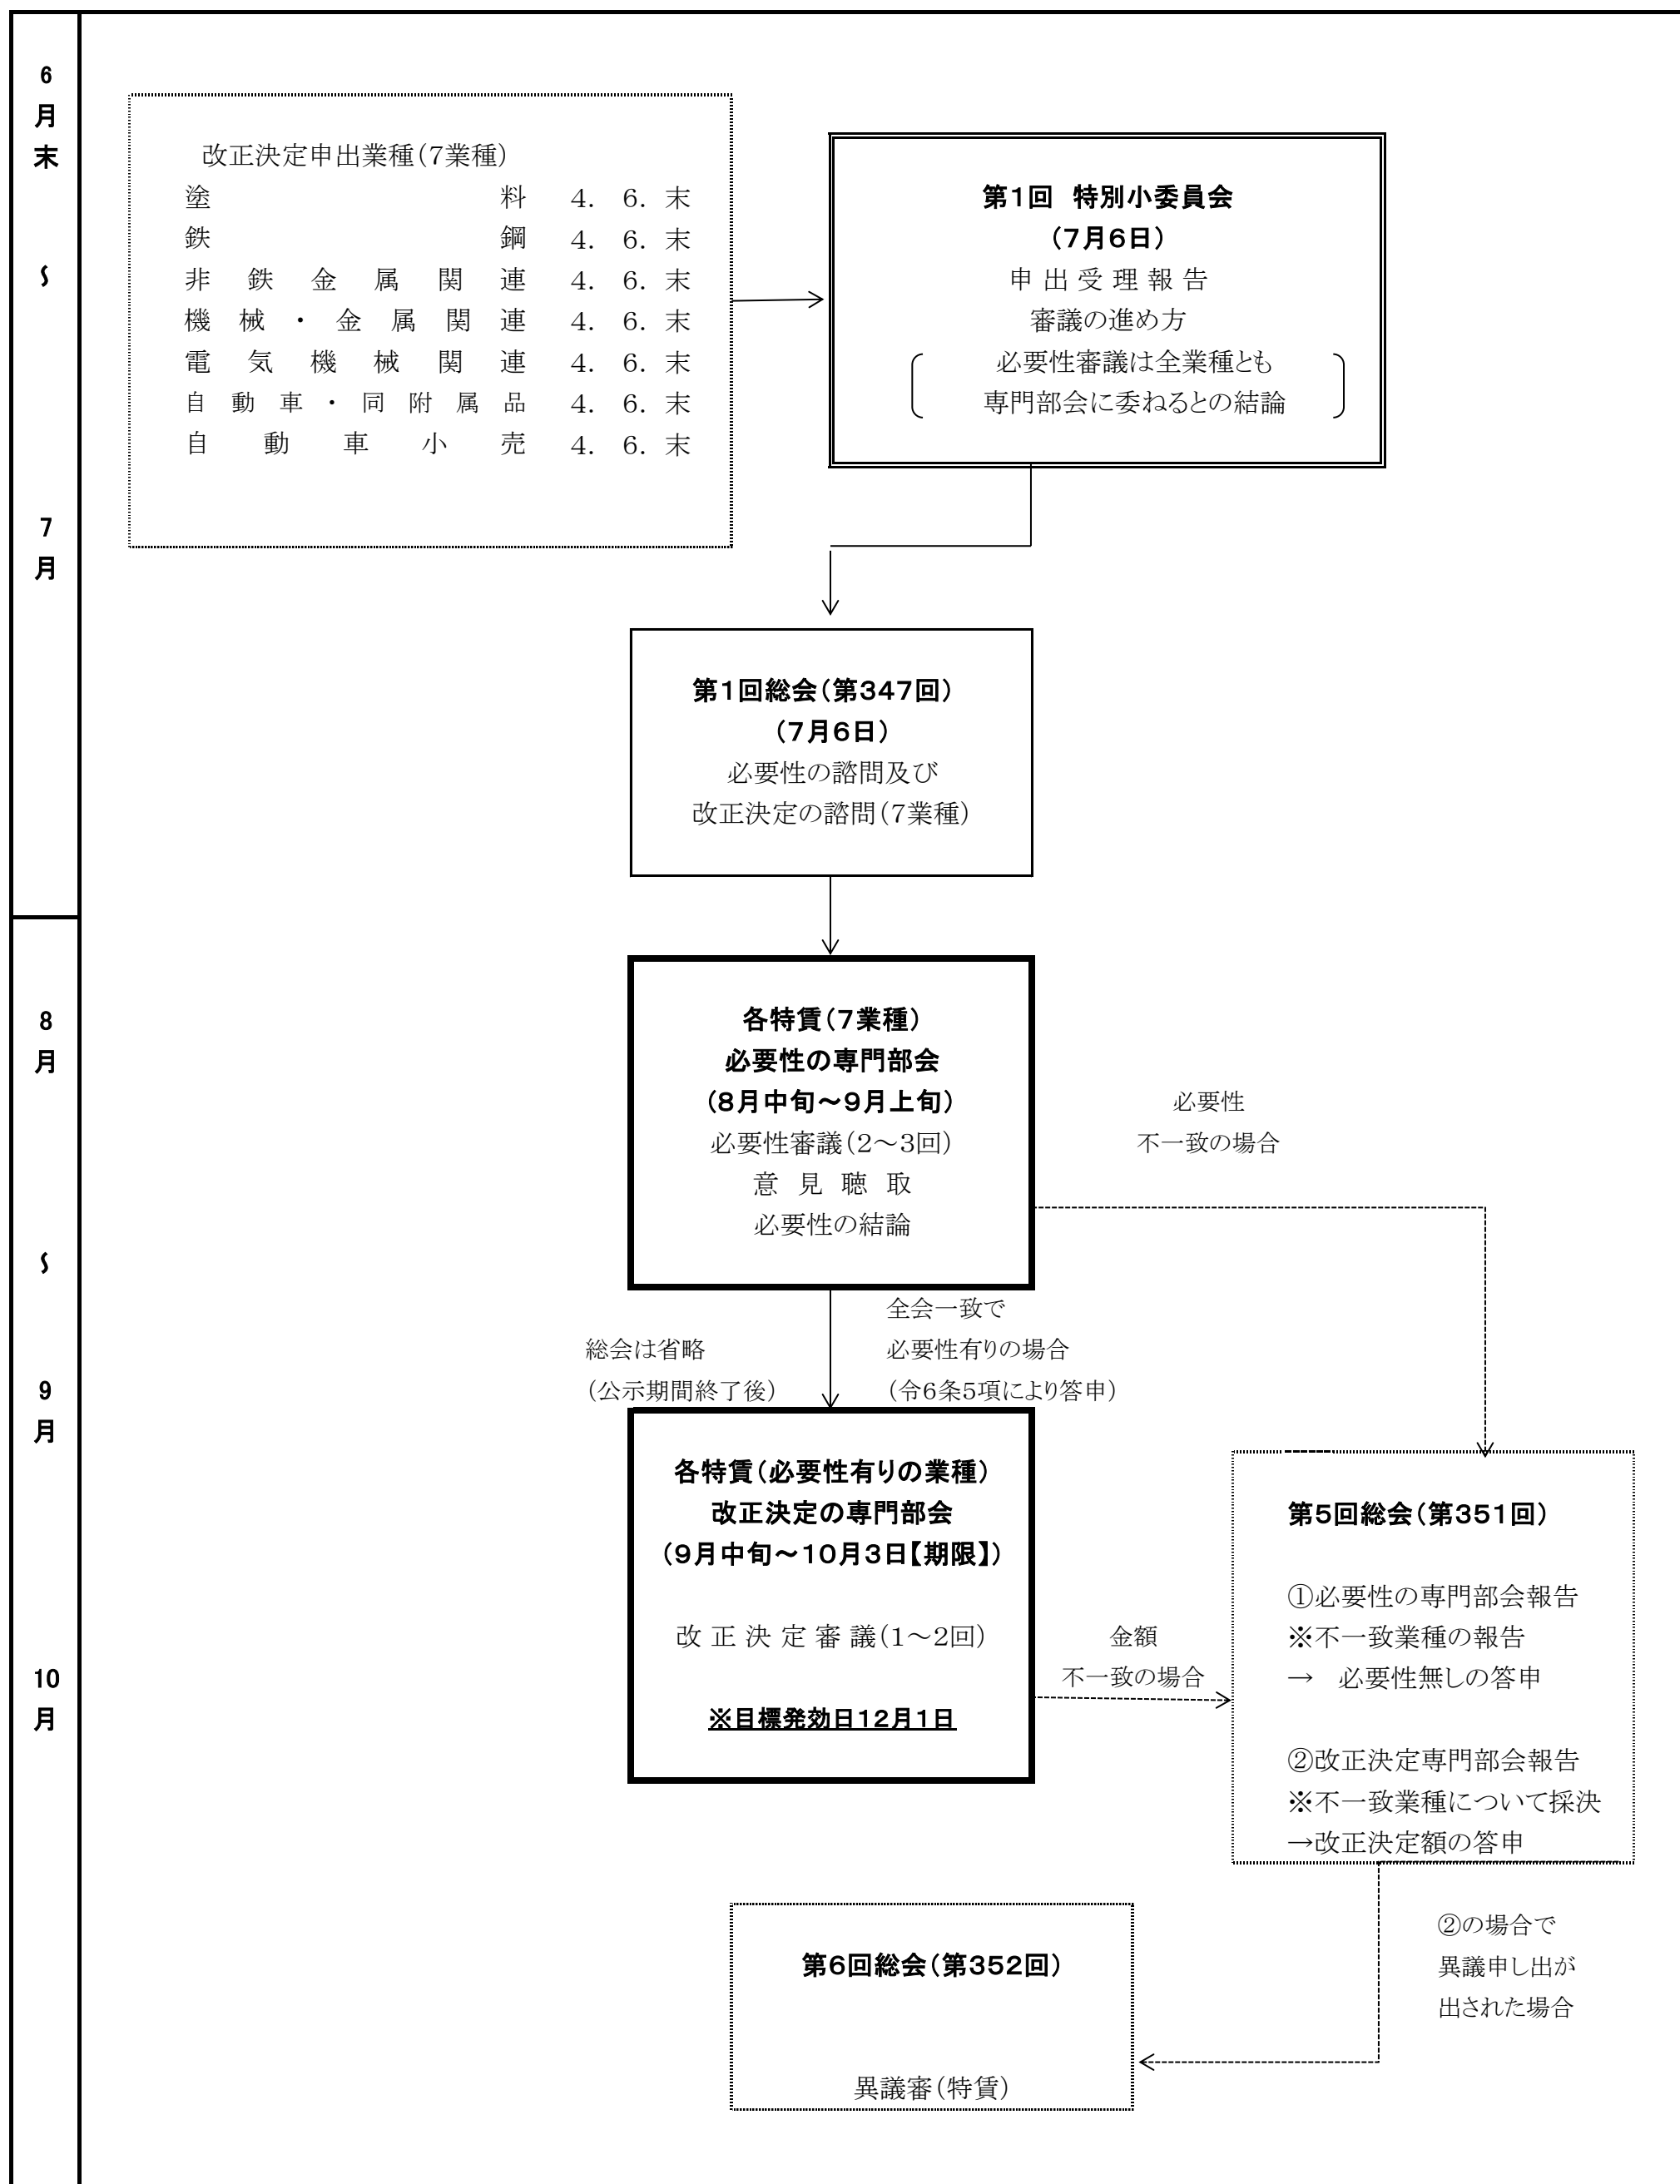 6
月
末
～
7
月
改正決定申出業種（7業種）
塗料 4. 6. 末
鉄鋼 4. 6. 末
非鉄金属関連 4. 6. 末
機械・金属関連 4. 6. 末
電気機械関連 4. 6. 末
自動車・同附属品 4. 6. 末
自動車小売 4. 6. 末
第1回 特別小委員会
（7月6日）
申出受理報告
審議の進め方
必要性審議は全業種とも
専門部会に委ねるとの結論
第1回総会（第347回）
（7月6日）
必要性の諮問及び
改正決定の諮問（7業種）
8
月
～
9
月
10
月
各特賃（7業種）
必要性の専門部会
（8月中旬～9月上旬）
必要性審議（2～3回）
意見聴取
必要性の結論
必要性
不一致の場合
総会は省略
（公示期間終了後）
全会一致で
必要性有りの場合
（令6条5項により答申）
各特賃（必要性有りの業種）
改正決定の専門部会
（9月中旬～10月3日【期限】）
改正決定審議（1～2回）
※目標発効日12月1日
金額
不一致の場合
第5回総会（第351回）
①必要性の専門部会報告
※不一致業種の報告
→ 必要性無しの答申
②改正決定専門部会報告
※不一致業種について採決
→改正決定額の答申
②の場合で
異議申し出が
出された場合
第6回総会（第352回）
異議審（特賃）